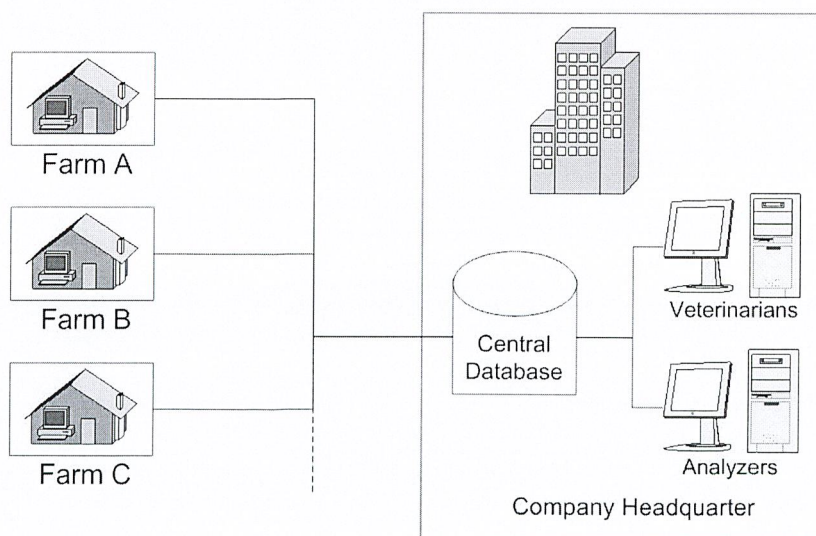 Farm A
Farm B
Farm C
Central
Database
Veterinarians
Analyzers
Company Headquarter